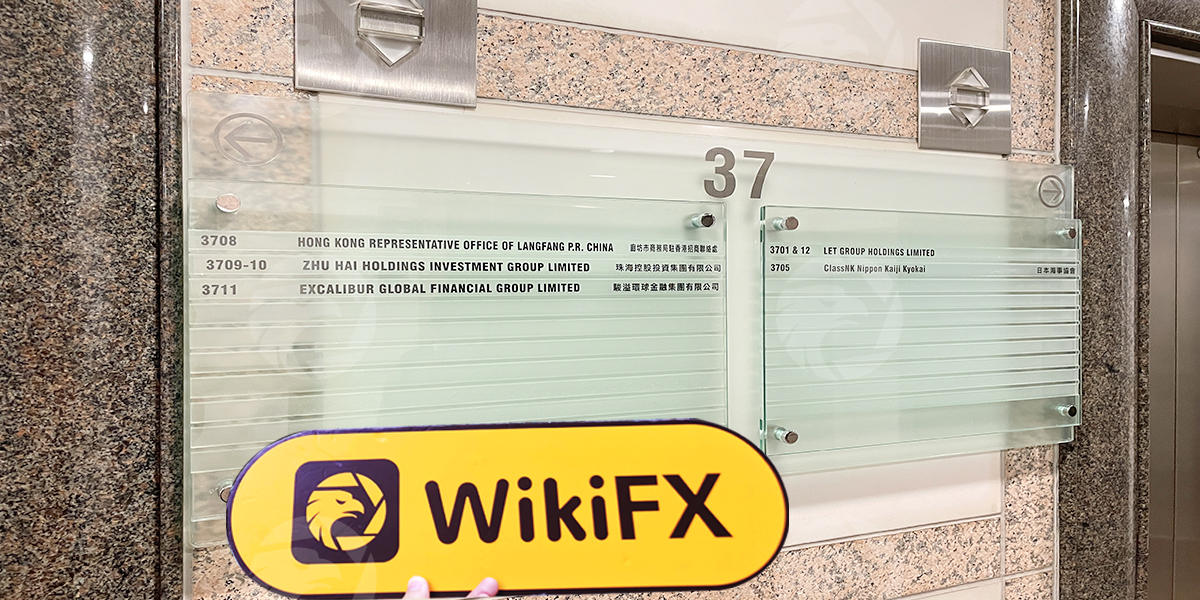 37
3708 HONG KONG REPRESENTATIVE OFFICE OF LANGFANG P.R. CHINA 廊坊市商務局駐香港招商聯絡處
3709-10 ZHU HAI HOLDINGS INVESTMENT GROUP LIMITED 珠海控股投資集團有限公司
3711 EXCALIBUR GLOBAL FINANCIAL GROUP LIMITED 駿溢環球金融集團有限公司
3701 & 12 LET GROUP HOLDINGS LIMITED
3705 ClassNK Nippon Kaiji Kyokai 日本海事協會
WikiFX